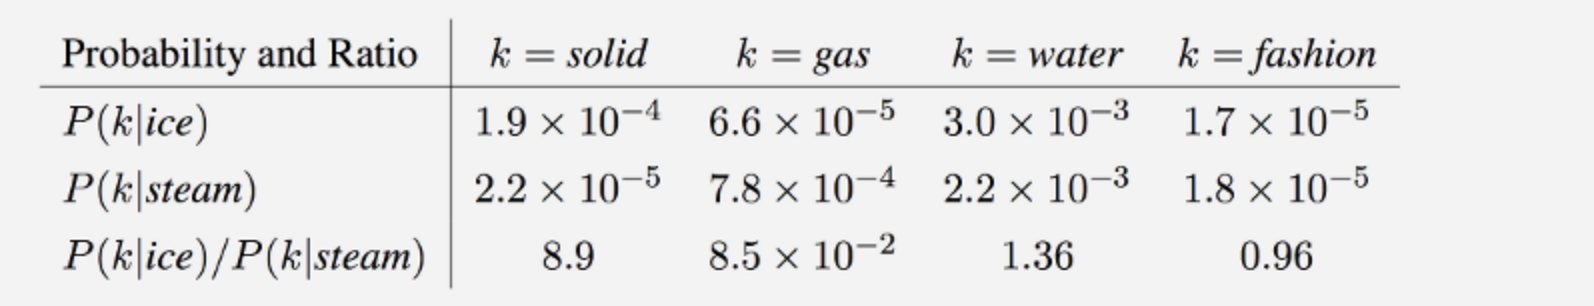 Probability and Ratio k = solid k = gas k = water k = fashion
P(k|ice) 1.9 × 10⁻⁴ 6.6 × 10⁻⁵ 3.0 × 10⁻³ 1.7 × 10⁻⁵
P(k|steam) 2.2 × 10⁻⁵ 7.8 × 10⁻⁴ 2.2 × 10⁻³ 1.8 × 10⁻⁵
P(k|ice)/P(k|steam) 8.9 8.5 × 10⁻² 1.36 0.96